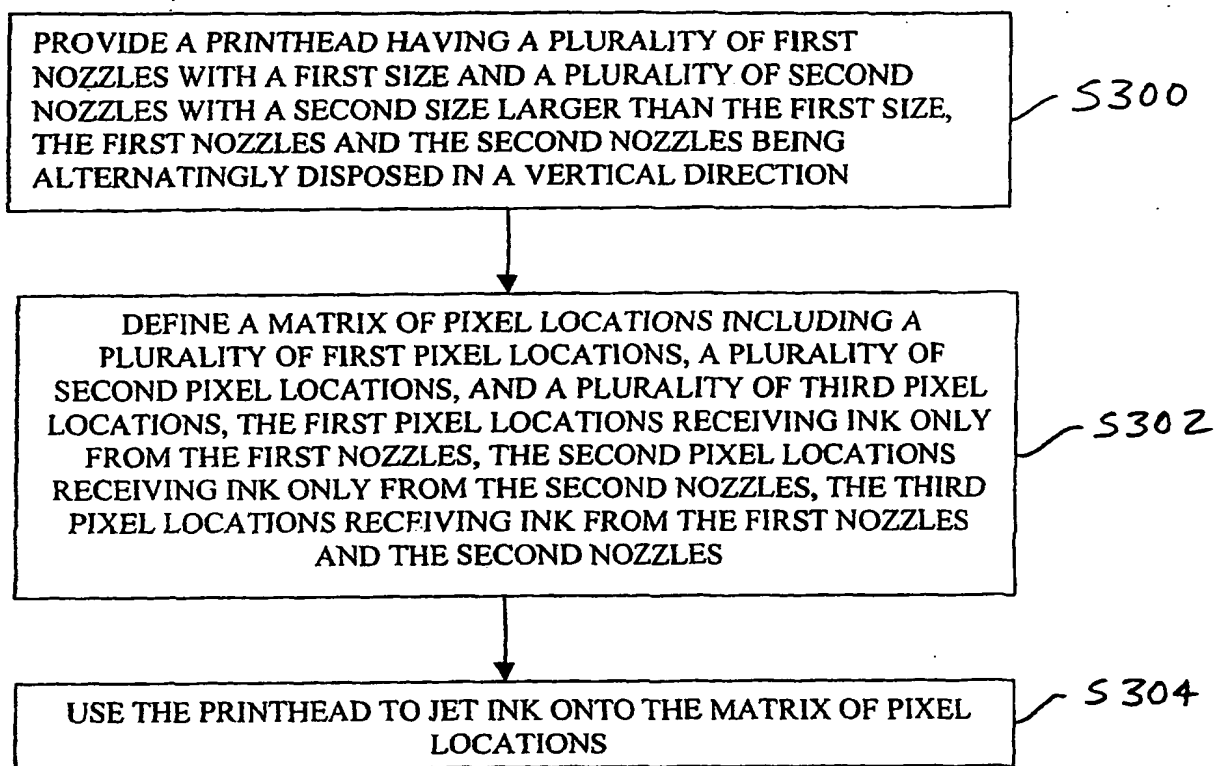 PROVIDE A PRINTHEAD HAVING A PLURALITY OF FIRST
NOZZLES WITH A FIRST SIZE AND A PLURALITY OF SECOND
NOZZLES WITH A SECOND SIZE LARGER THAN THE FIRST SIZE,
THE FIRST NOZZLES AND THE SECOND NOZZLES BEING
ALTERNATINGLY DISPOSED IN A VERTICAL DIRECTION
S300
DEFINE A MATRIX OF PIXEL LOCATIONS INCLUDING A
PLURALITY OF FIRST PIXEL LOCATIONS, A PLURALITY OF
SECOND PIXEL LOCATIONS, AND A PLURALITY OF THIRD PIXEL
LOCATIONS, THE FIRST PIXEL LOCATIONS RECEIVING INK ONLY
FROM THE FIRST NOZZLES, THE SECOND PIXEL LOCATIONS
RECEIVING INK ONLY FROM THE SECOND NOZZLES, THE THIRD
PIXEL LOCATIONS RECEIVING INK FROM THE FIRST NOZZLES
AND THE SECOND NOZZLES
S302
USE THE PRINTHEAD TO JET INK ONTO THE MATRIX OF PIXEL
LOCATIONS
S304